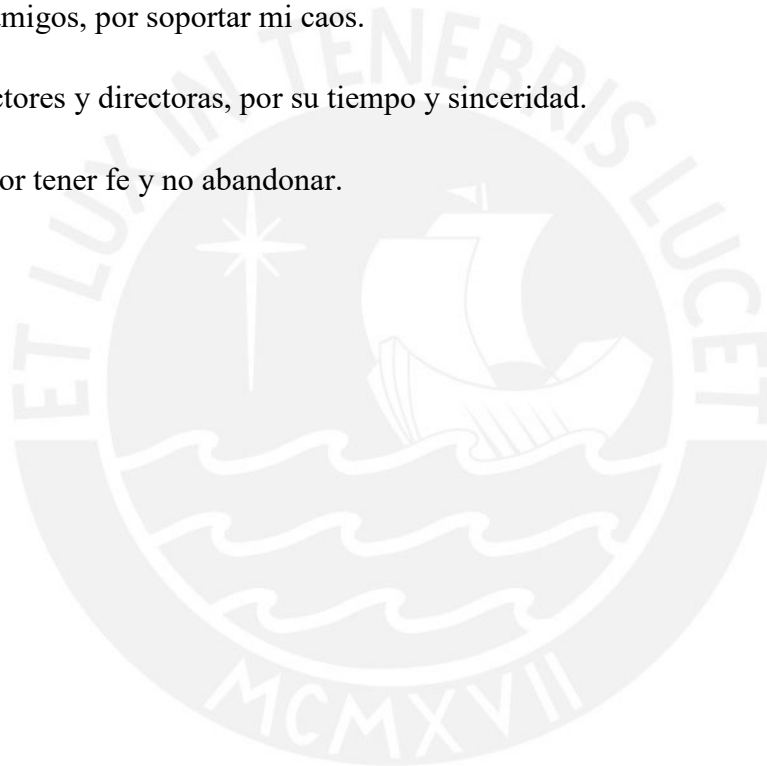 amigos, por soportar mi caos.
ctores y directoras, por su tiempo y sinceridad.
or tener fe y no abandonar.
ET LUX IN TENEBRIS LUCET
MCMXVII